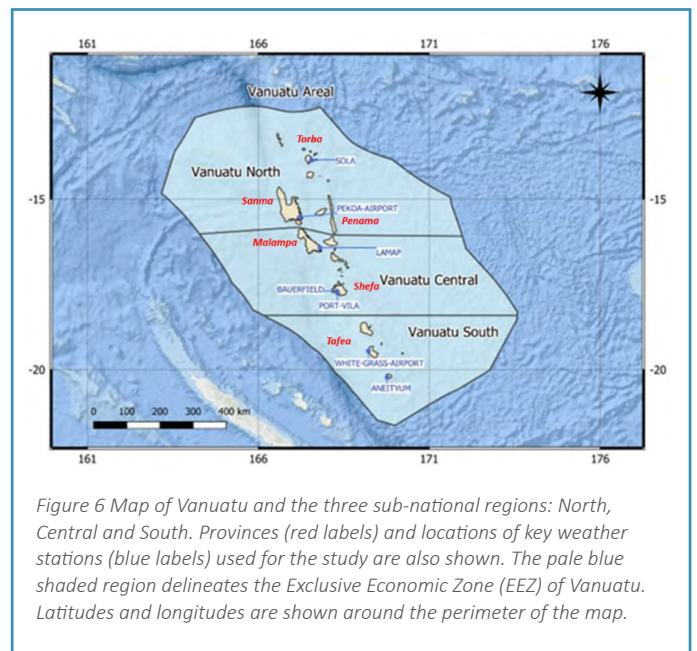 161 166 171 176
Vanuatu Areal
Torba
SOLA
Vanuatu North
-15 -15
Sanma
PEKOA-AIRPORT
Penama
Malampa
LAMAP
Vanuatu Central
BAUERFIELD
Shefa
PORT-VILA
Vanuatu South
Tafea
WHITE-GRASS-AIRPORT
-20 -20
ANEITYUM
0 100 200 300 400 km
161 166 171 176
Figure 6 Map of Vanuatu and the three sub-national regions: North,
Central and South. Provinces (red labels) and locations of key weather
stations (blue labels) used for the study are also shown. The pale blue
shaded region delineates the Exclusive Economic Zone (EEZ) of Vanuatu.
Latitudes and longitudes are shown around the perimeter of the map.